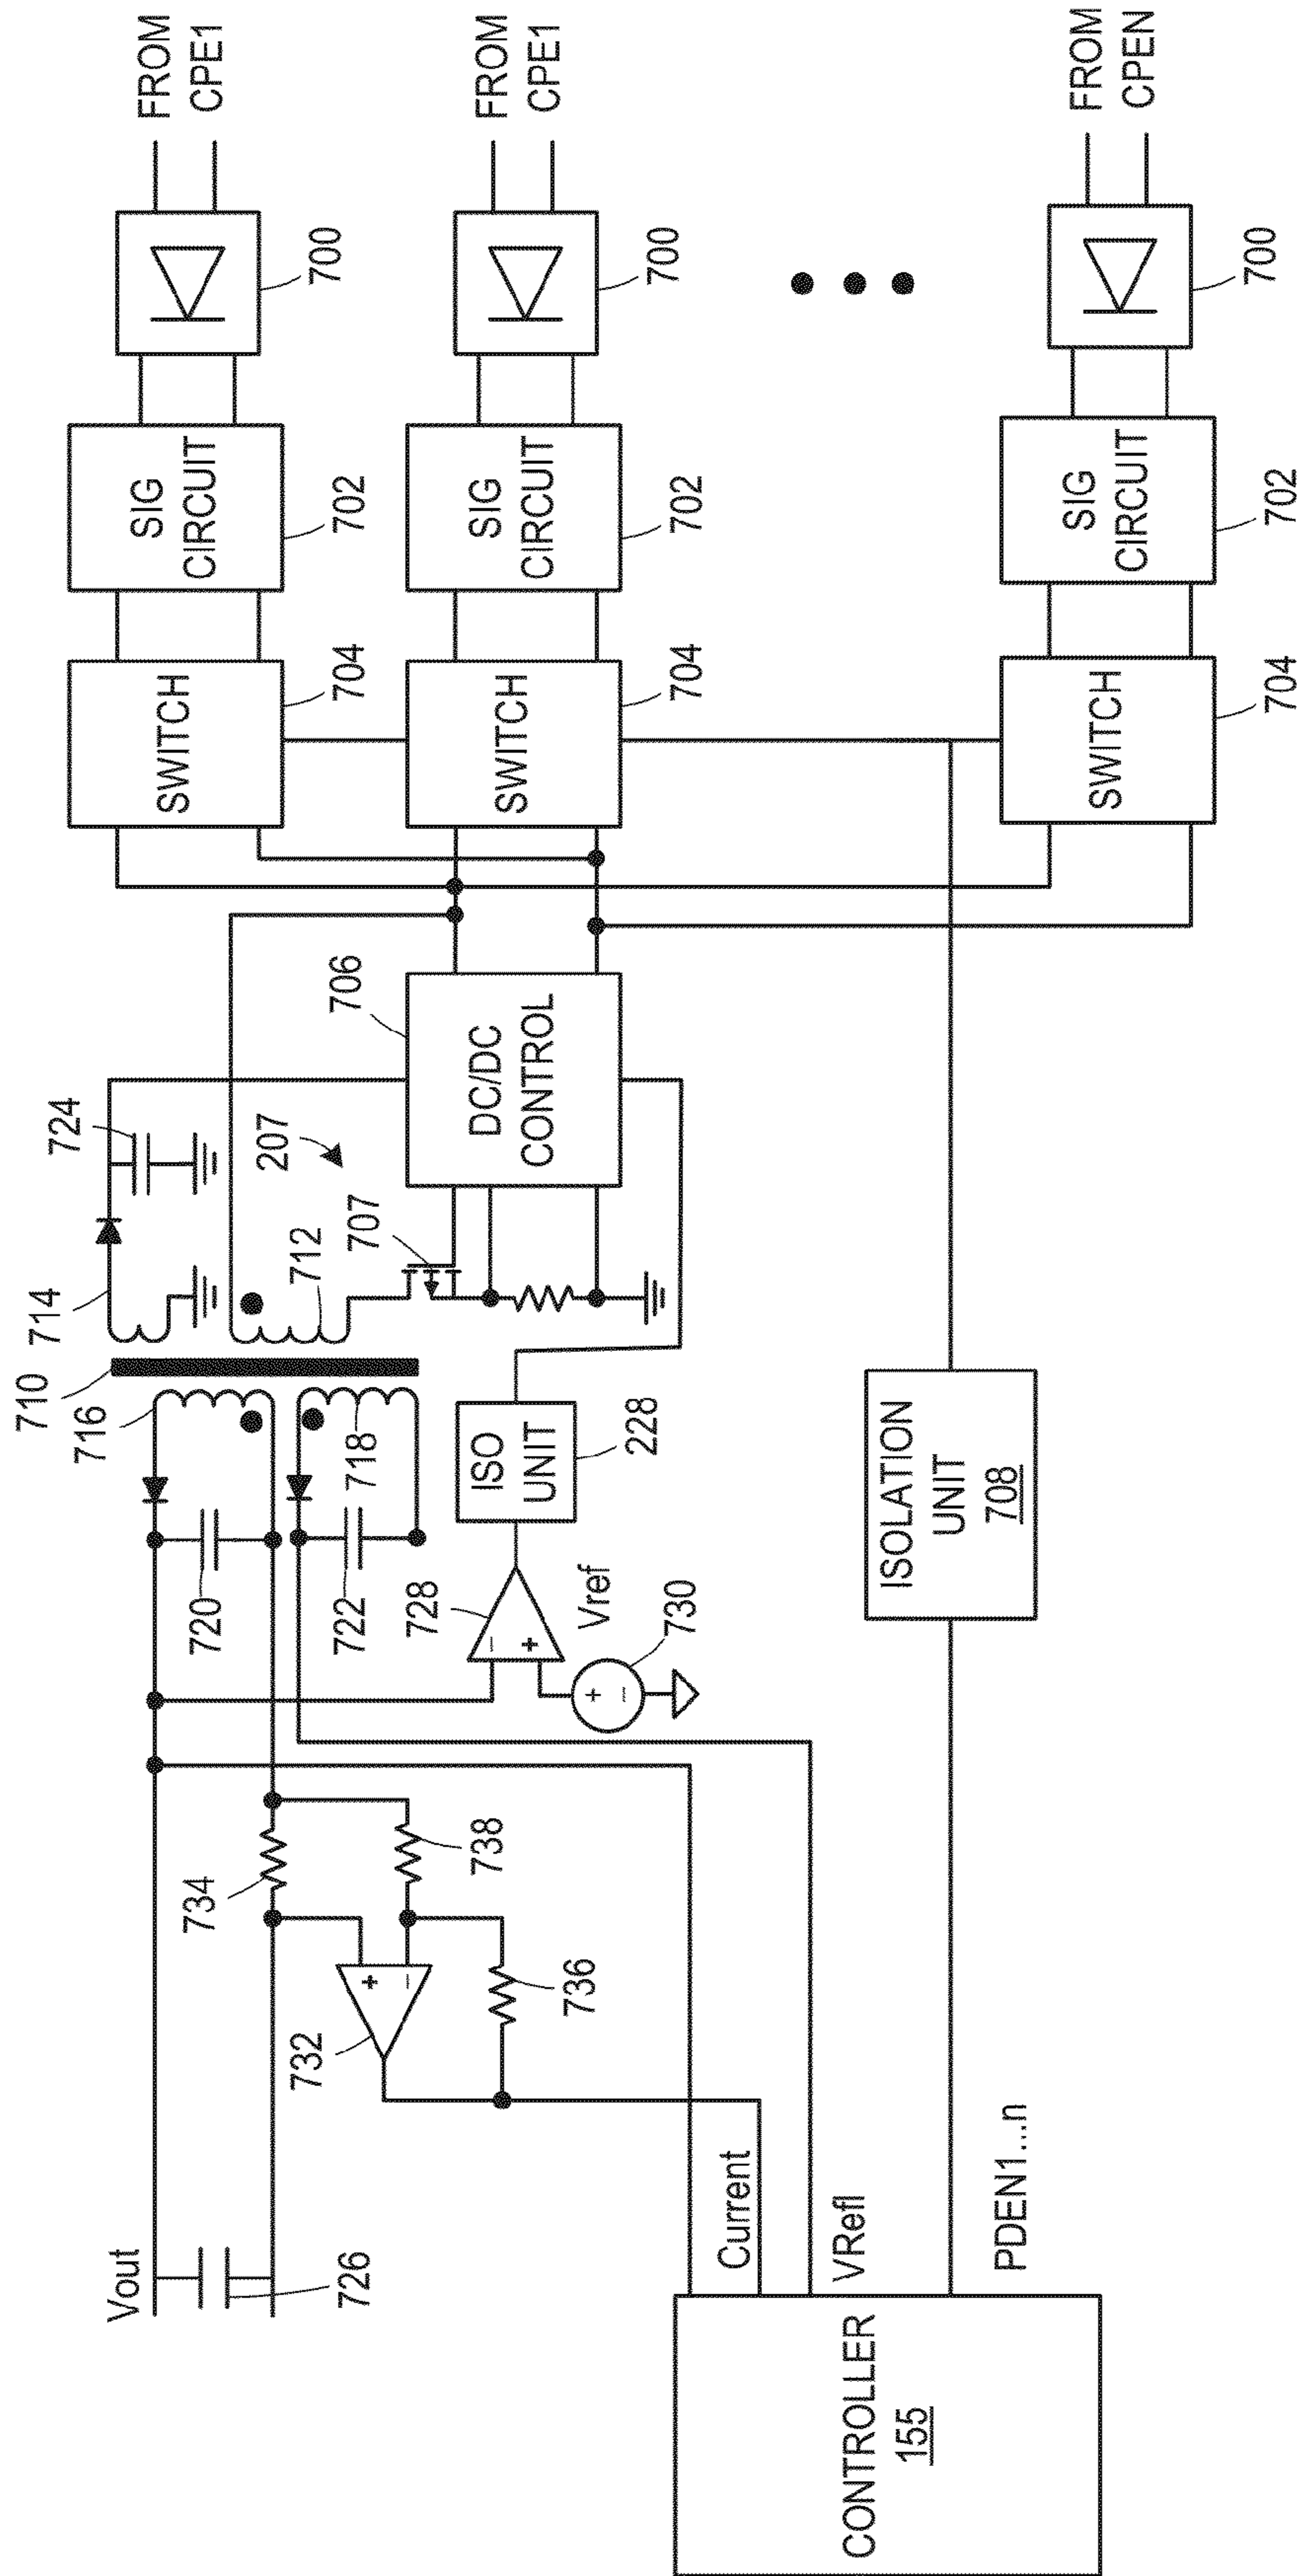 FROM
CPE1
FROM
CPE1
FROM
CPEN
700
700
700
SIG
CIRCUIT
702
SIG
CIRCUIT
702
SIG
CIRCUIT
702
SWITCH
704
SWITCH
704
SWITCH
704
706
DC/DC
CONTROL
724
207
707
712
714
710
716
718
ISO
UNIT
228
ISOLATION
UNIT
708
720
722
728
Vref
730
+
−
−
+
734
738
732
+
−
736
Vout
726
Current
VRefl
PDEN1...n
CONTROLLER
155